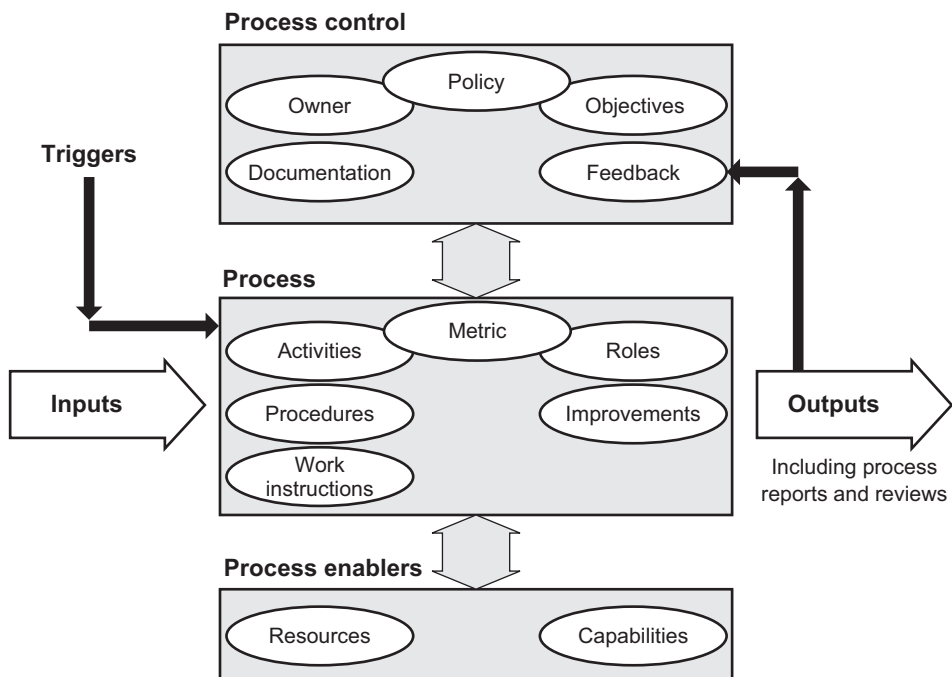 Process control
Policy
Owner
Objectives
Documentation
Feedback
Triggers
Process
Metric
Activities
Roles
Inputs
Procedures
Improvements
Outputs
Work
instructions
Including process
reports and reviews
Process enablers
Resources
Capabilities